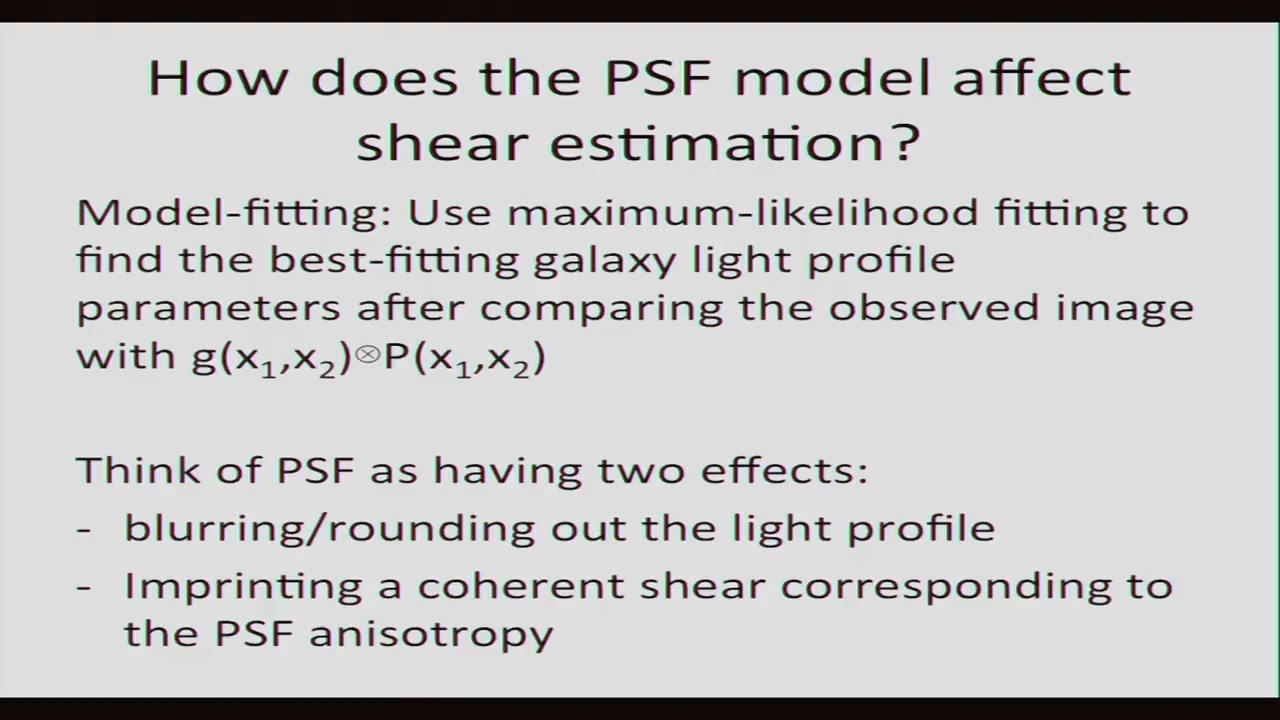 How does the PSF model affect
shear estimation?
Model-fitting: Use maximum-likelihood fitting to
find the best-fitting galaxy light profile
parameters after comparing the observed image
with g(x₁,x₂)⊗P(x₁,x₂)
Think of PSF as having two effects:
- blurring/rounding out the light profile
- Imprinting a coherent shear corresponding to
the PSF anisotropy